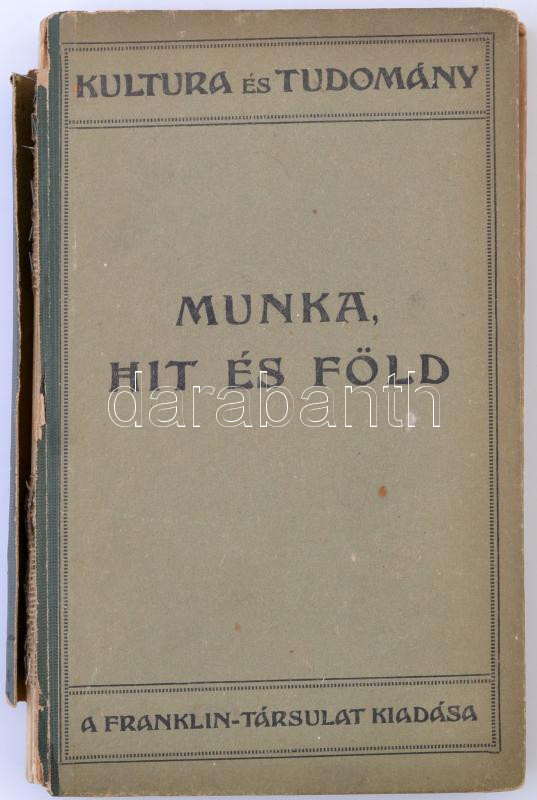 KULTURA ÉS TUDOMÁNY
MUNKA,
HIT ÉS FÖLD
darabanth
A FRANKLIN-TÁRSULAT KIADÁSA